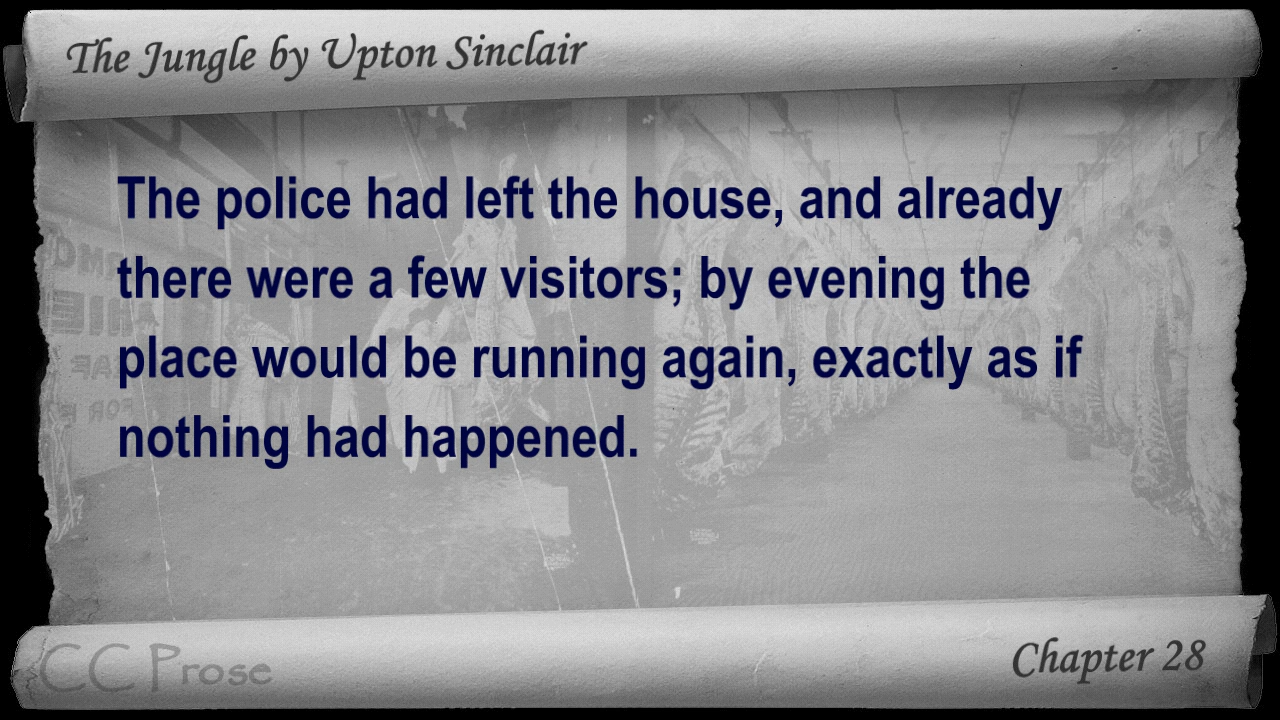 The Jungle by Upton Sinclair
The police had left the house, and already
there were a few visitors; by evening the
place would be running again, exactly as if
nothing had happened.
CC Prose
Chapter 28